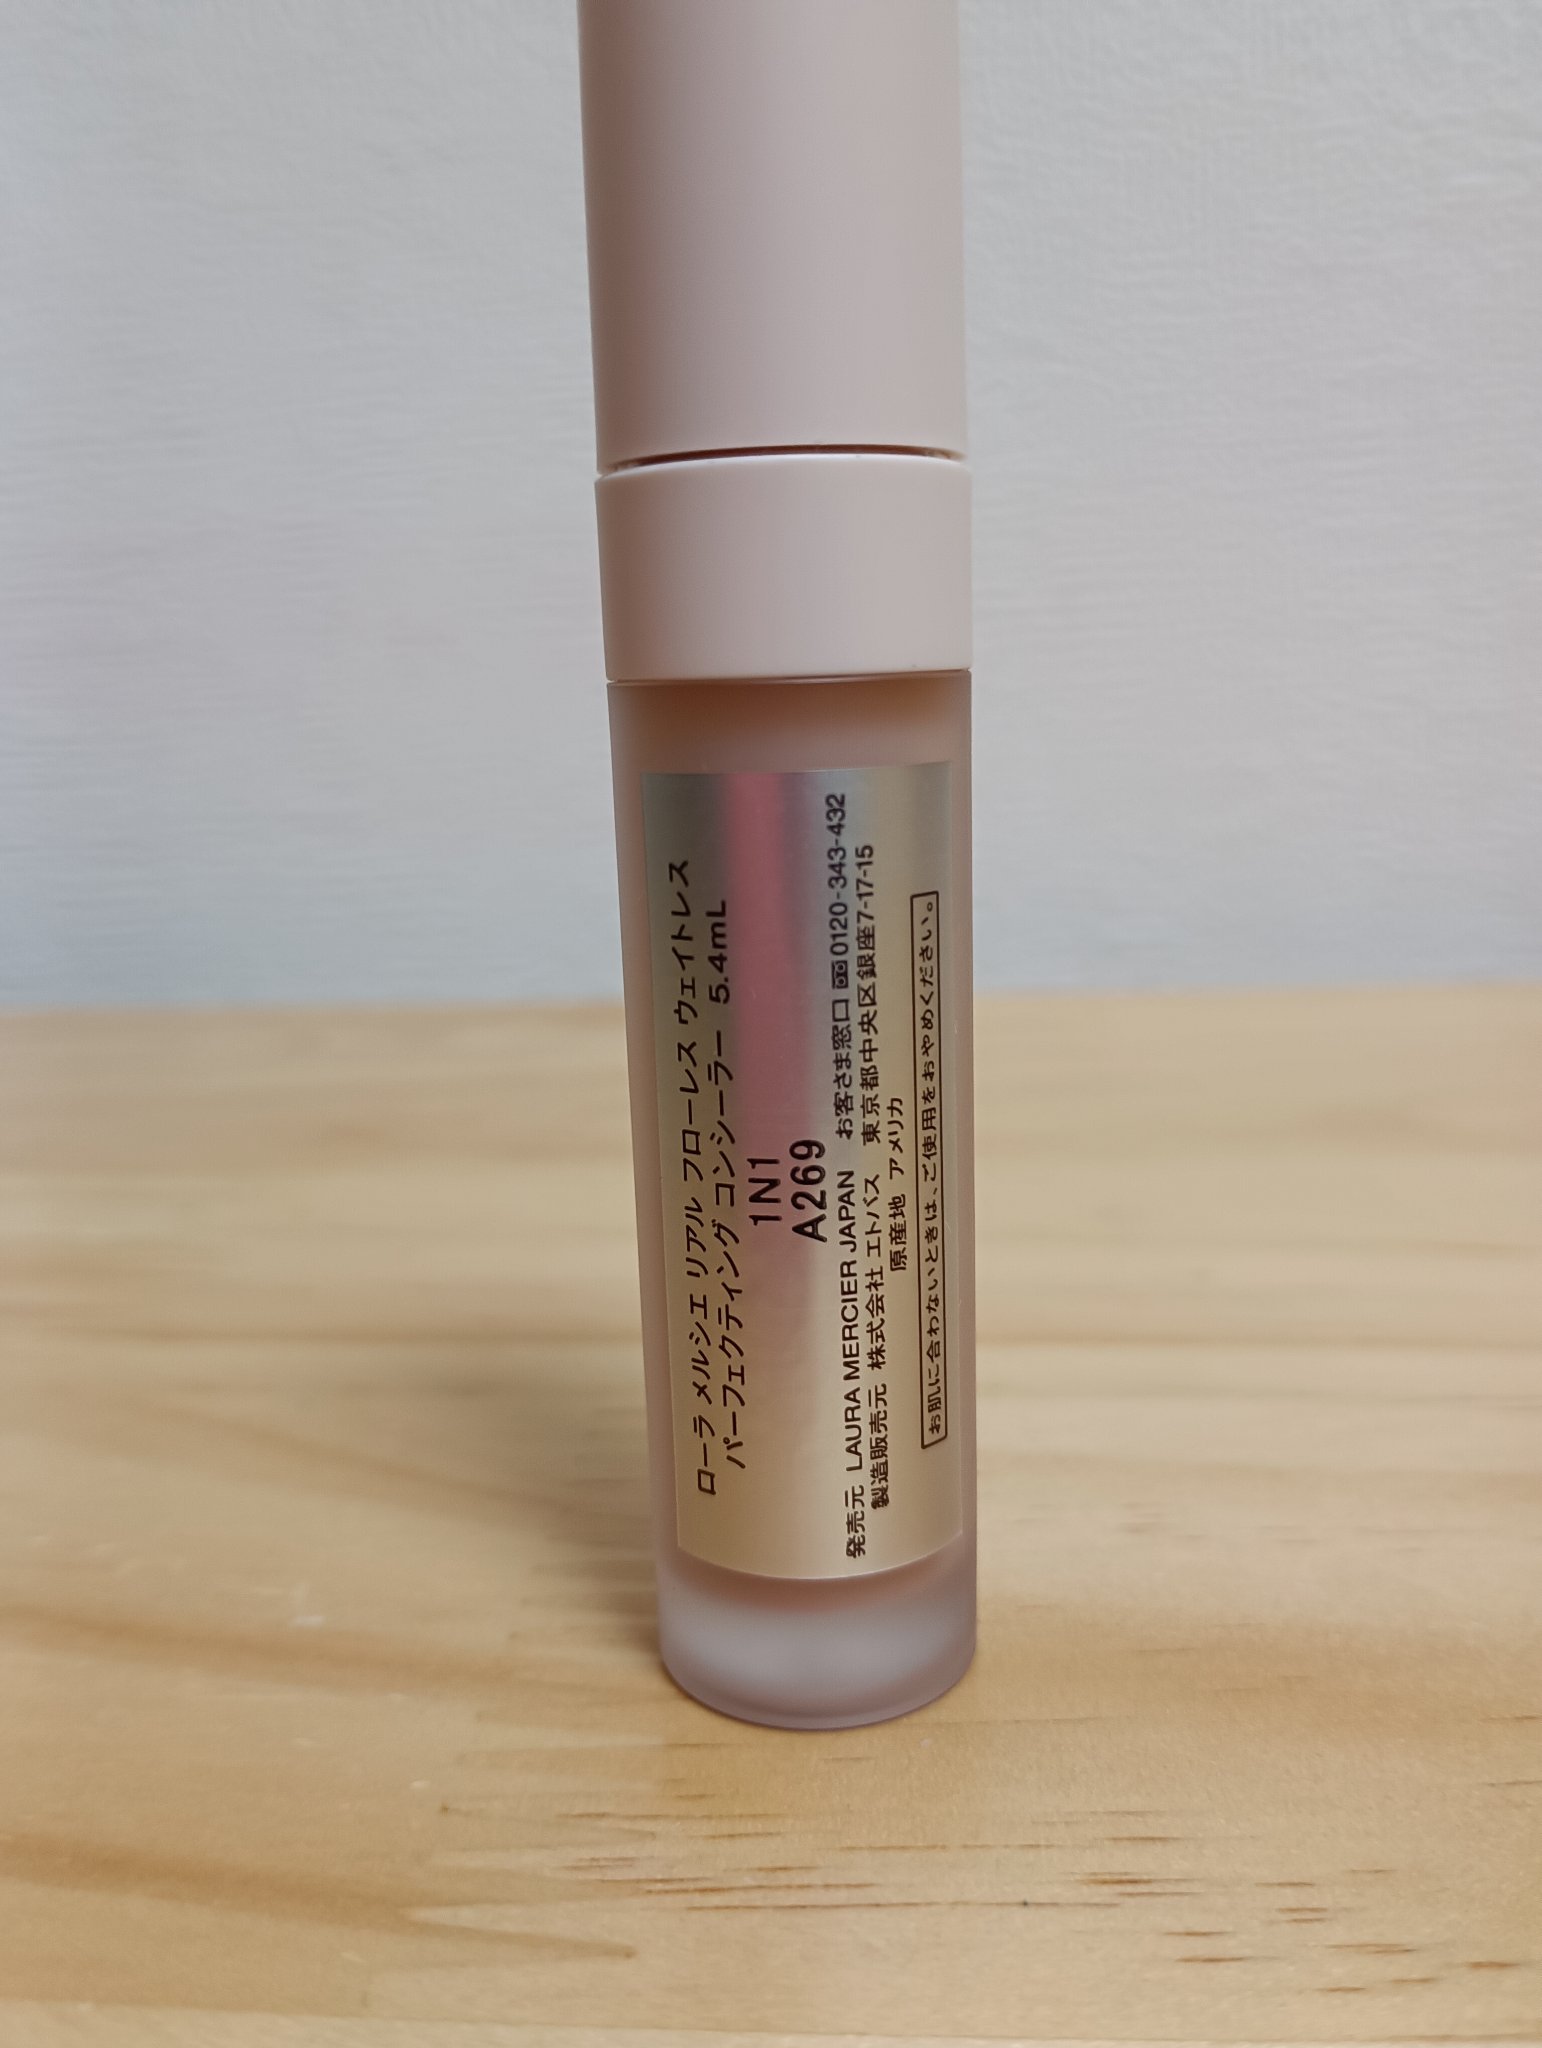 ローラ メルシエ リアル フローレス ウェイトレス
パーフェクティング コンシーラー 5.4mL
1N1
A269
発売元 LAURA MERCIER JAPAN お客さま窓口 0120-343-432
製造販売元 株式会社 エトバス 東京都中央区銀座7-17-15
原産地 アメリカ
お肌に合わないときは、ご使用をおやめください。